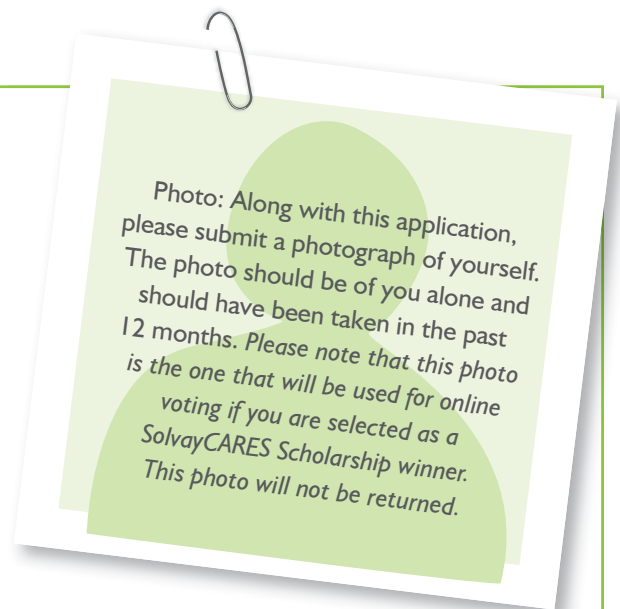 Photo: Along with this application,
please submit a photograph of yourself.
The photo should be of you alone and
should have been taken in the past
12 months. Please note that this photo
is the one that will be used for online
voting if you are selected as a
SolvayCARES Scholarship winner.
This photo will not be returned.